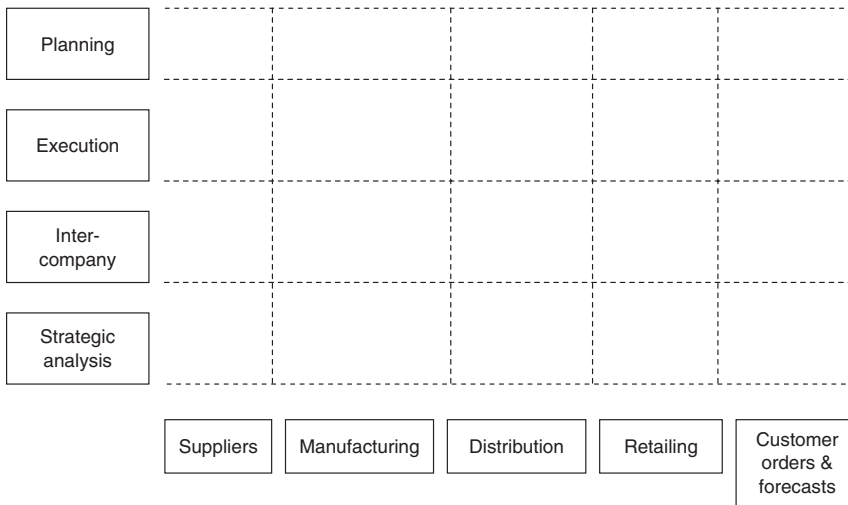 Planning
Execution
Inter-
company
Strategic
analysis
Suppliers
Manufacturing
Distribution
Retailing
Customer
orders &
forecasts